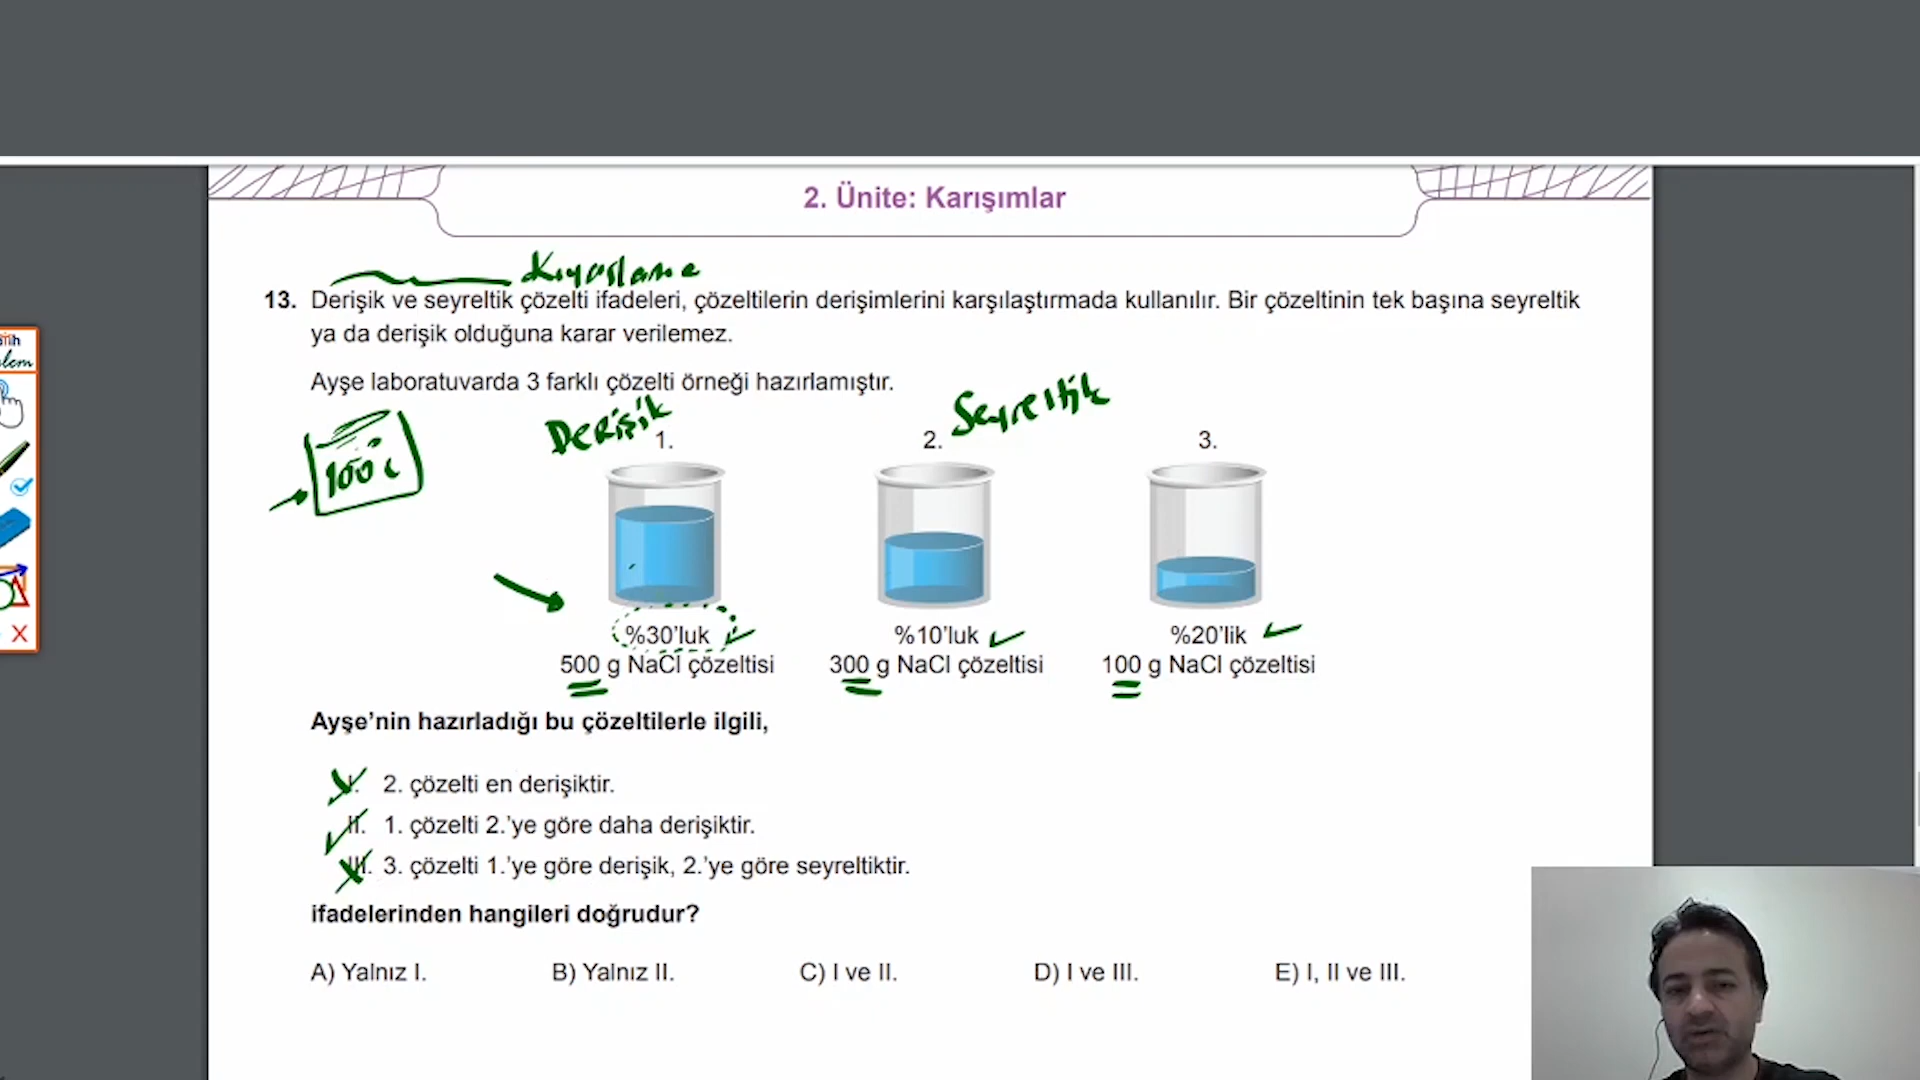 2. Ünite: Karışımlar
Kıyaslama
13. Derişik ve seyreltik çözelti ifadeleri, çözeltilerin derişimlerini karşılaştırmada kullanılır. Bir çözeltinin tek başına seyreltik
ya da derişik olduğuna karar verilemez.
Ayşe laboratuvarda 3 farklı çözelti örneği hazırlamıştır.
Derişik
Seyreltik
1.
2.
3.
100
%30'luk
%10'luk
%20'lik
500 g NaCl çözeltisi
300 g NaCl çözeltisi
100 g NaCl çözeltisi
Ayşe'nin hazırladığı bu çözeltilerle ilgili,
I. 2. çözelti en derişiktir.
II. 1. çözelti 2.'ye göre daha derişiktir.
III. 3. çözelti 1.'ye göre derişik, 2.'ye göre seyreltiktir.
ifadelerinden hangileri doğrudur?
A) Yalnız I.
B) Yalnız II.
C) I ve II.
D) I ve III.
E) I, II ve III.